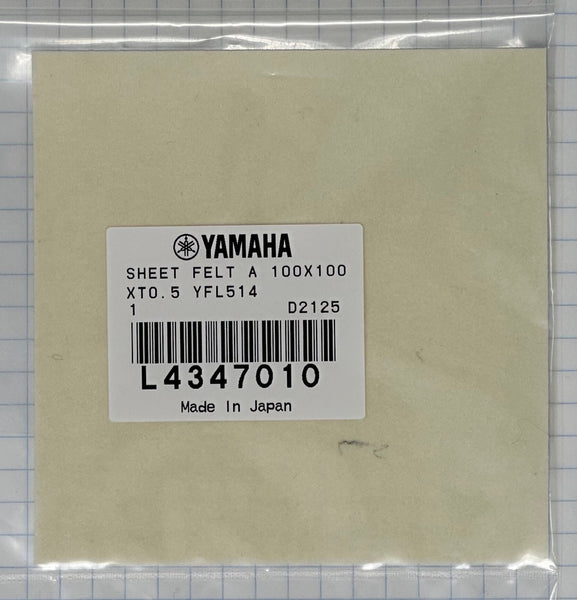 YAMAHA
SHEET FELT A 100X100
XT0.5 YFL514
1 D2125
L4347010
Made In Japan